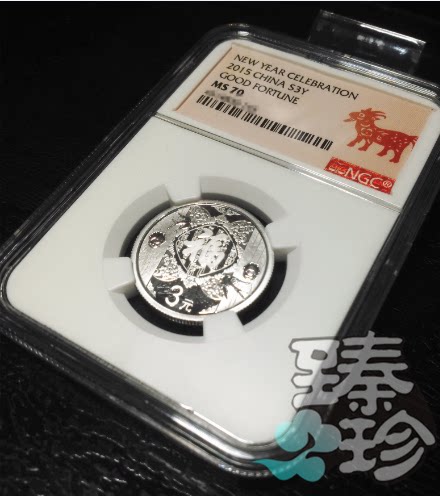 NEW YEAR CELEBRATION
2015 CHINA S3Y
GOOD FORTUNE
MS 70
NGC®
福
3元
臻
珍